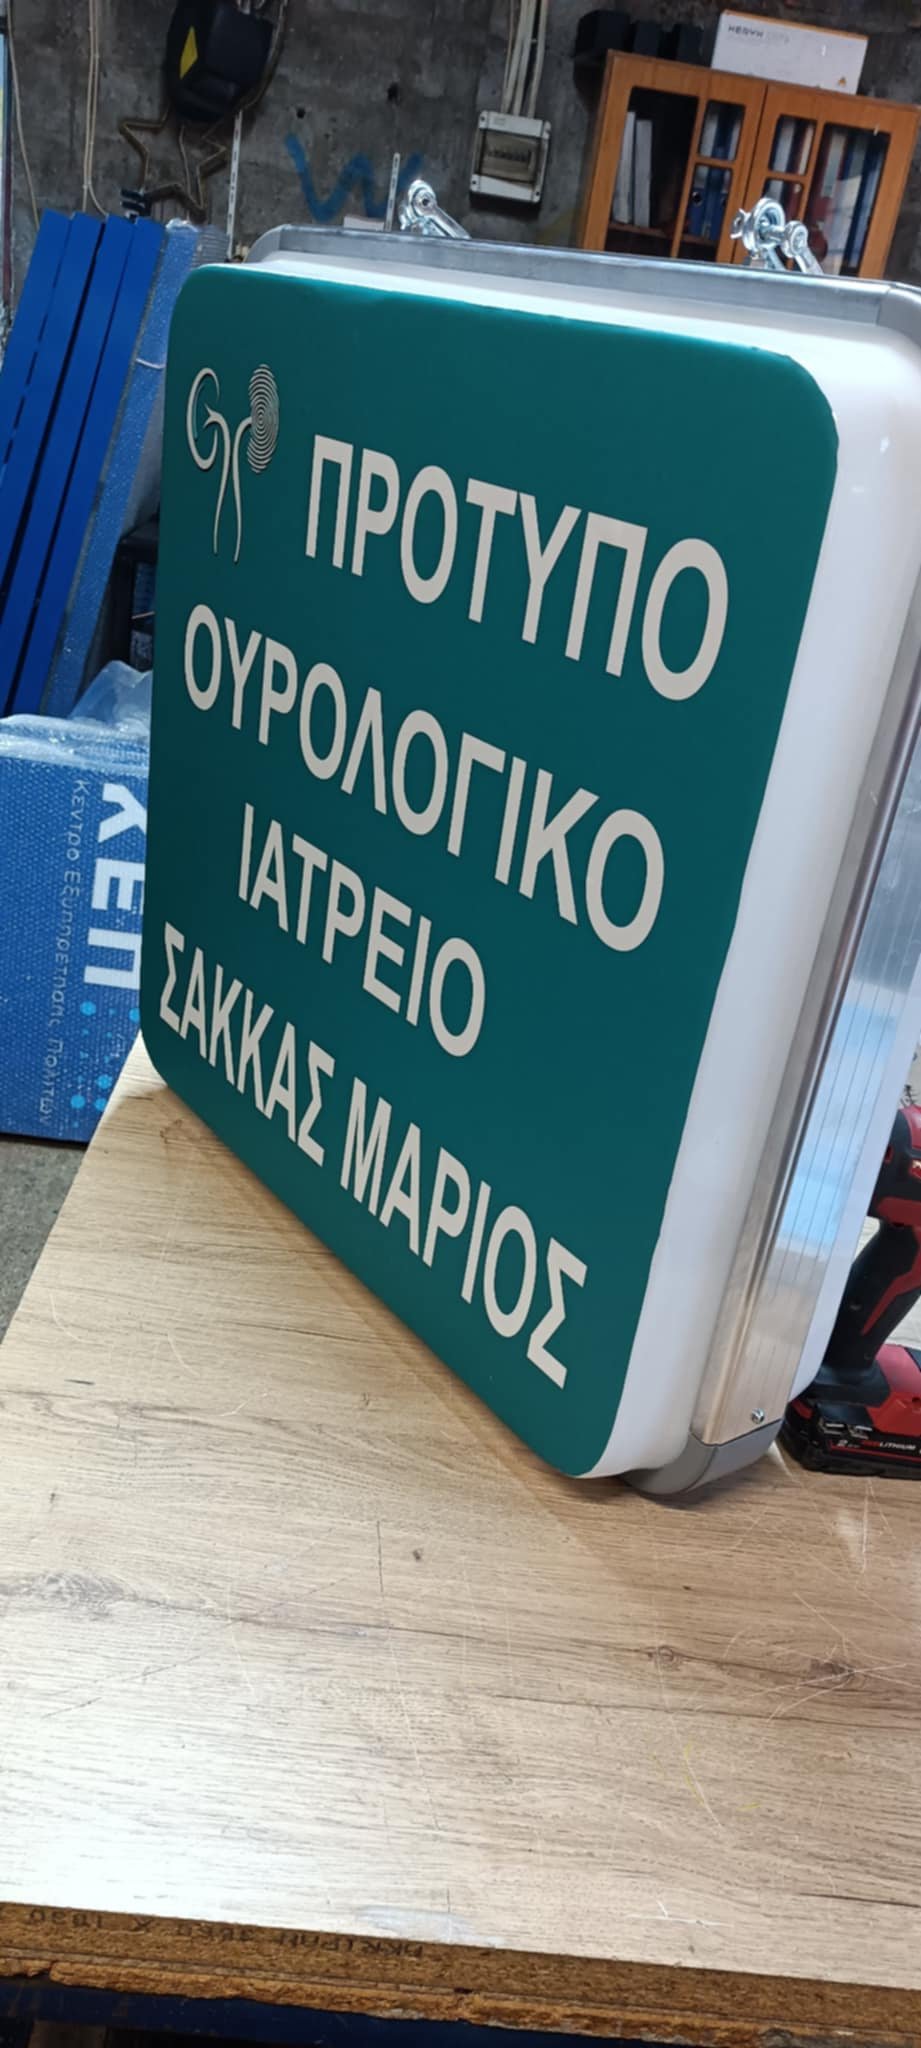 ΠΡΟΤΥΠΟ
ΟΥΡΟΛΟΓΙΚΟ
ΙΑΤΡΕΙΟ
ΣΑΚΚΑΣ ΜΑΡΙΟΣ
ΚΕΠ
Κέντρο Εξυπηρέτησης Πολιτών